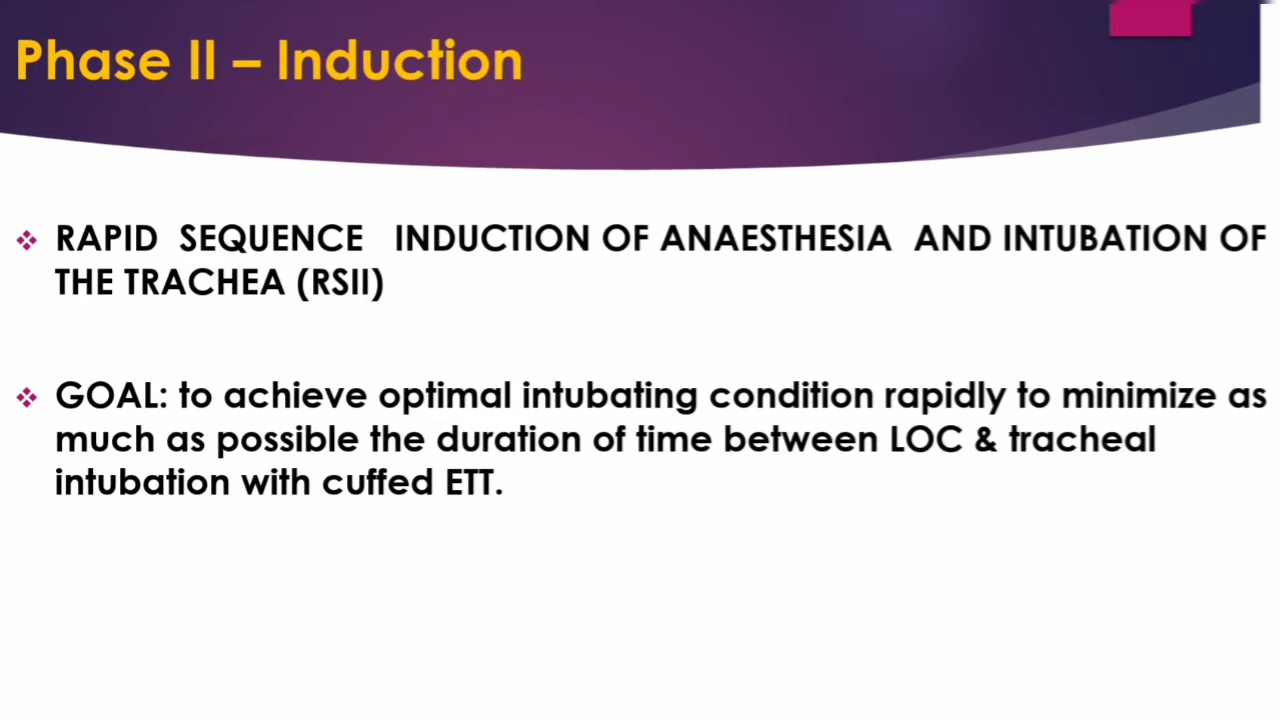 Phase II – Induction
RAPID SEQUENCE INDUCTION OF ANAESTHESIA AND INTUBATION OF
THE TRACHEA (RSII)
GOAL: to achieve optimal intubating condition rapidly to minimize as
much as possible the duration of time between LOC & tracheal
intubation with cuffed ETT.